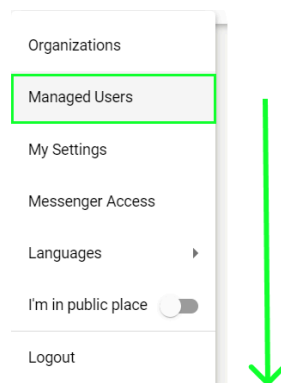 Organizations
Managed Users
My Settings
Messenger Access
Languages
I'm in public place
Logout